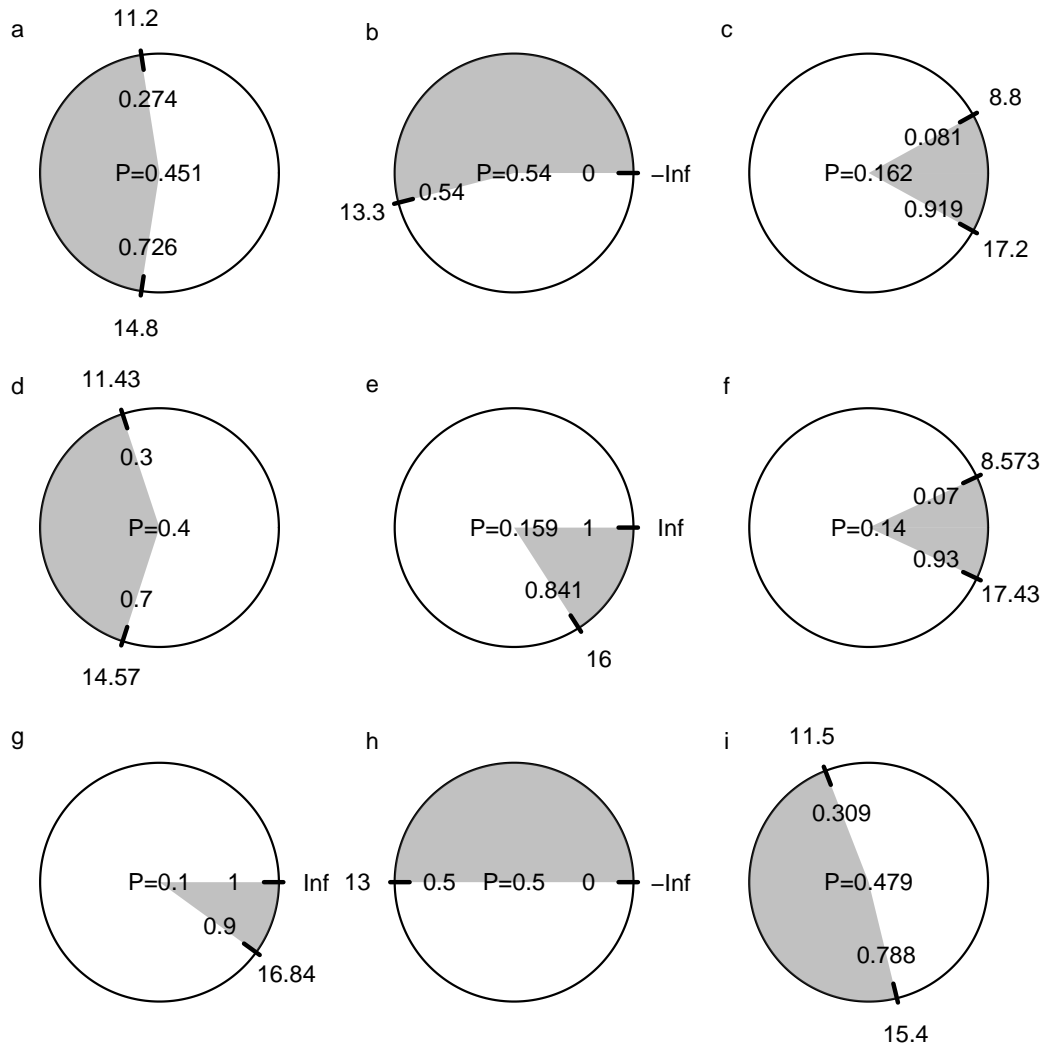 a
11.2
0.274
P=0.451
0.726
14.8
b
P=0.54
0
−Inf
0.54
13.3
c
8.8
0.081
P=0.162
0.919
17.2
d
11.43
0.3
P=0.4
0.7
14.57
e
P=0.159
1
Inf
0.841
16
f
8.573
0.07
P=0.14
0.93
17.43
g
P=0.1
1
Inf
0.9
16.84
h
13
0.5
P=0.5
0
−Inf
i
11.5
0.309
P=0.479
0.788
15.4